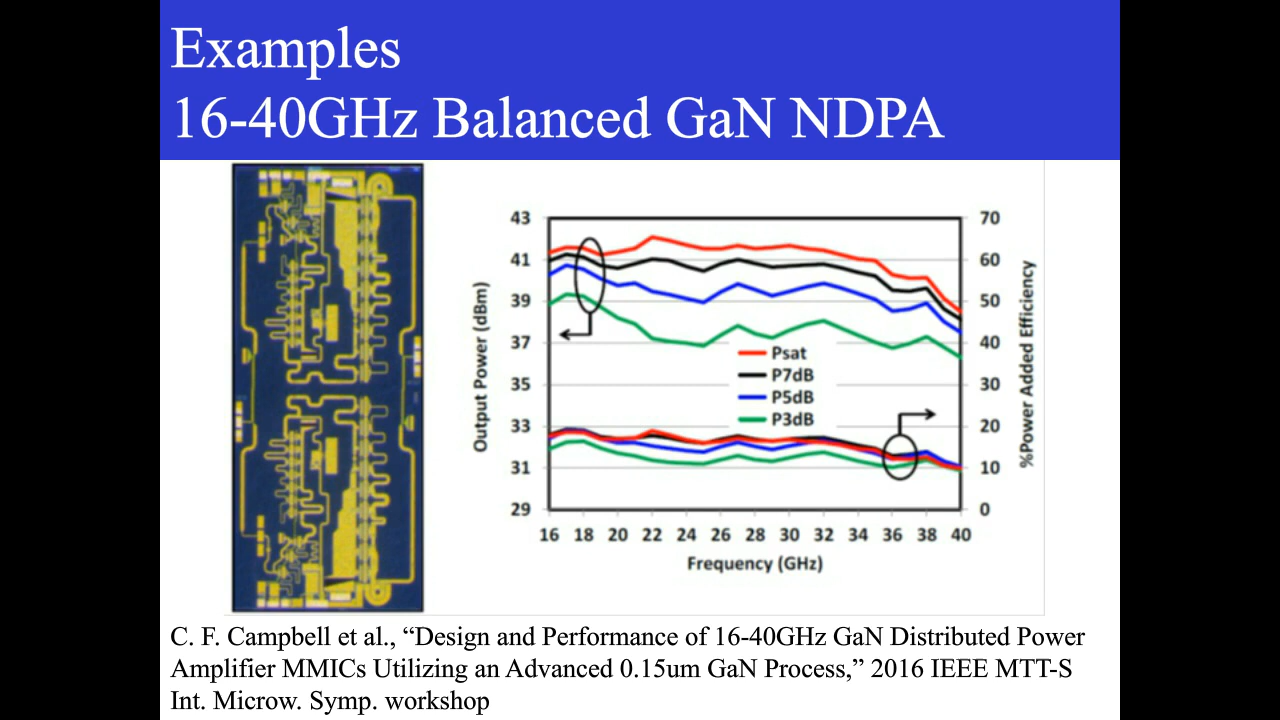 Examples
16-40GHz Balanced GaN NDPA
43
41
39
37
35
33
31
29
Output Power (dBm)
70
60
50
40
30
20
10
0
%Power Added Efficiency
Psat
P7dB
P5dB
P3dB
16 18 20 22 24 26 28 30 32 34 36 38 40
Frequency (GHz)
C. F. Campbell et al., “Design and Performance of 16-40GHz GaN Distributed Power
Amplifier MMICs Utilizing an Advanced 0.15um GaN Process,” 2016 IEEE MTT-S
Int. Microw. Symp. workshop